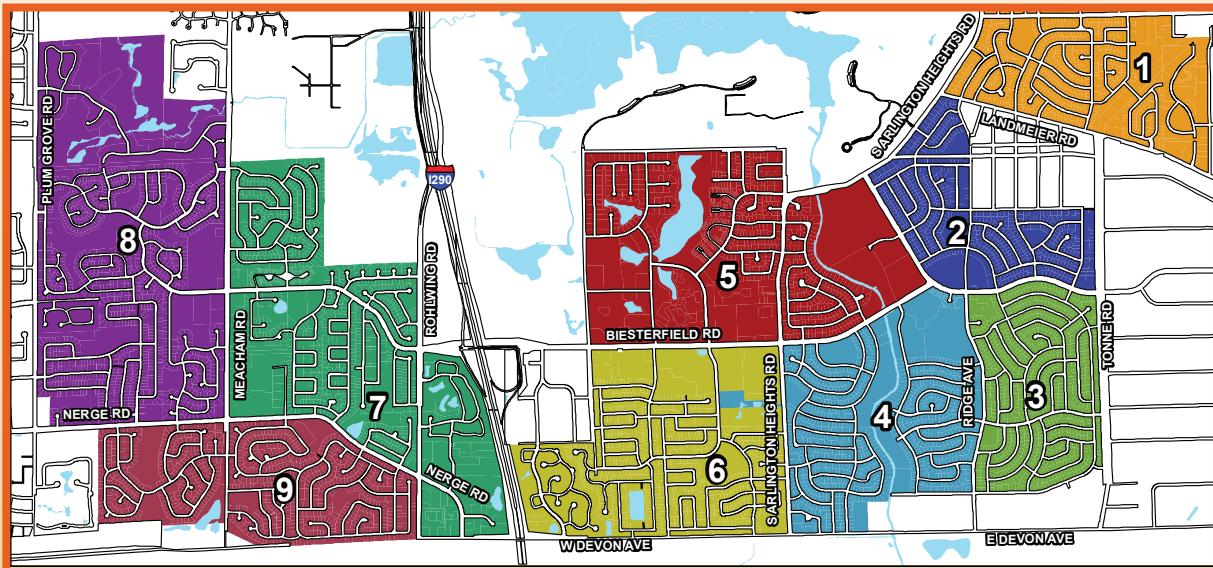 S ARLINGTON HEIGHTS RD
1
LANDMEIER RD
PLUM GROVE RD
I290
8
2
ROHLWING RD
5
MEACHAM RD
BIESTERFIELD RD
TONNE RD
S ARLINGTON HEIGHTS RD
RIDGE AVE
3
NERGE RD
7
4
6
9
NERGE RD
W DEVON AVE
E DEVON AVE